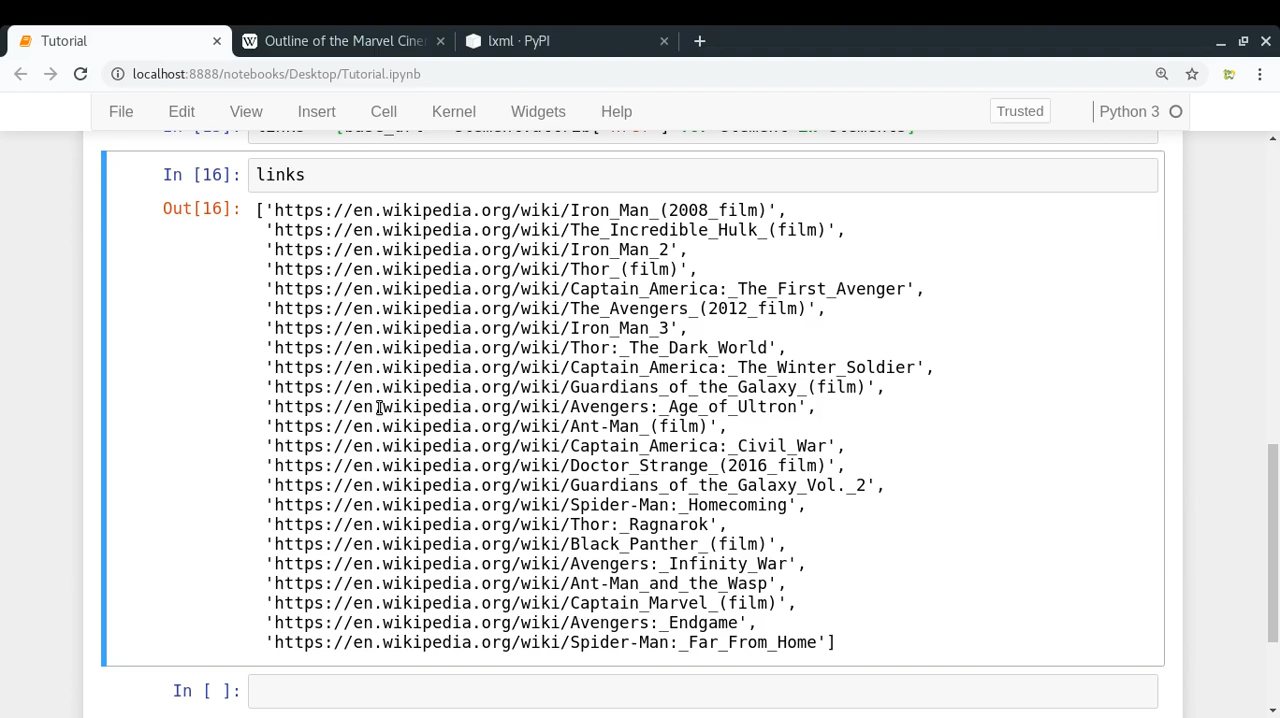 Tutorial
Outline of the Marvel Cine
lxml · PyPI
localhost:8888/notebooks/Desktop/Tutorial.ipynb
File Edit View Insert Cell Kernel Widgets Help Trusted Python 3
In [16]: links
Out[16]: ['https://en.wikipedia.org/wiki/Iron_Man_(2008_film)',
'https://en.wikipedia.org/wiki/The_Incredible_Hulk_(film)',
'https://en.wikipedia.org/wiki/Iron_Man_2',
'https://en.wikipedia.org/wiki/Thor_(film)',
'https://en.wikipedia.org/wiki/Captain_America:_The_First_Avenger',
'https://en.wikipedia.org/wiki/The_Avengers_(2012_film)',
'https://en.wikipedia.org/wiki/Iron_Man_3',
'https://en.wikipedia.org/wiki/Thor:_The_Dark_World',
'https://en.wikipedia.org/wiki/Captain_America:_The_Winter_Soldier',
'https://en.wikipedia.org/wiki/Guardians_of_the_Galaxy_(film)',
'https://en.wikipedia.org/wiki/Avengers:_Age_of_Ultron',
'https://en.wikipedia.org/wiki/Ant-Man_(film)',
'https://en.wikipedia.org/wiki/Captain_America:_Civil_War',
'https://en.wikipedia.org/wiki/Doctor_Strange_(2016_film)',
'https://en.wikipedia.org/wiki/Guardians_of_the_Galaxy_Vol._2',
'https://en.wikipedia.org/wiki/Spider-Man:_Homecoming',
'https://en.wikipedia.org/wiki/Thor:_Ragnarok',
'https://en.wikipedia.org/wiki/Black_Panther_(film)',
'https://en.wikipedia.org/wiki/Avengers:_Infinity_War',
'https://en.wikipedia.org/wiki/Ant-Man_and_the_Wasp',
'https://en.wikipedia.org/wiki/Captain_Marvel_(film)',
'https://en.wikipedia.org/wiki/Avengers:_Endgame',
'https://en.wikipedia.org/wiki/Spider-Man:_Far_From_Home']
In [ ]: